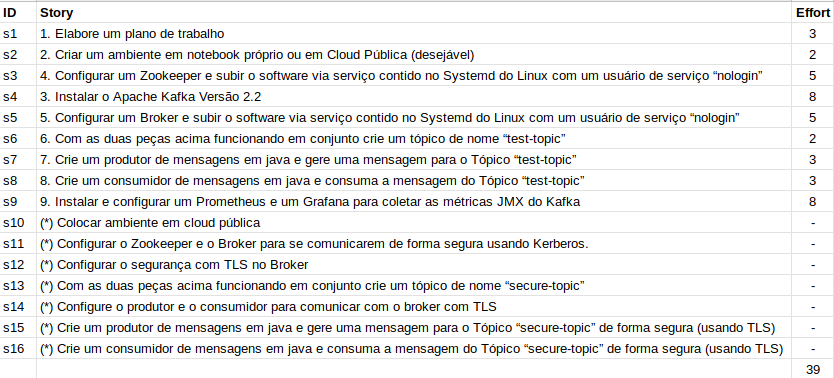 ID Story Effort
s1 1. Elabore um plano de trabalho 3
s2 2. Criar um ambiente em notebook próprio ou em Cloud Pública (desejável) 2
s3 4. Configurar um Zookeeper e subir o software via serviço contido no Systemd do Linux com um usuário de serviço “nologin” 5
s4 3. Instalar o Apache Kafka Versão 2.2 8
s5 5. Configurar um Broker e subir o software via serviço contido no Systemd do Linux com um usuário de serviço “nologin” 5
s6 6. Com as duas peças acima funcionando em conjunto crie um tópico de nome “test-topic” 2
s7 7. Crie um produtor de mensagens em java e gere uma mensagem para o Tópico “test-topic” 3
s8 8. Crie um consumidor de mensagens em java e consuma a mensagem do Tópico “test-topic” 3
s9 9. Instalar e configurar um Prometheus e um Grafana para coletar as métricas JMX do Kafka 8
s10 (*) Colocar ambiente em cloud pública -
s11 (*) Configurar o Zookeeper e o Broker para se comunicarem de forma segura usando Kerberos. -
s12 (*) Configurar o segurança com TLS no Broker -
s13 (*) Com as duas peças acima funcionando em conjunto crie um tópico de nome “secure-topic” -
s14 (*) Configure o produtor e o consumidor para comunicar com o broker com TLS -
s15 (*) Crie um produtor de mensagens em java e gere uma mensagem para o Tópico “secure-topic” de forma segura (usando TLS) -
s16 (*) Crie um consumidor de mensagens em java e consuma a mensagem do Tópico “secure-topic” de forma segura (usando TLS) -
39